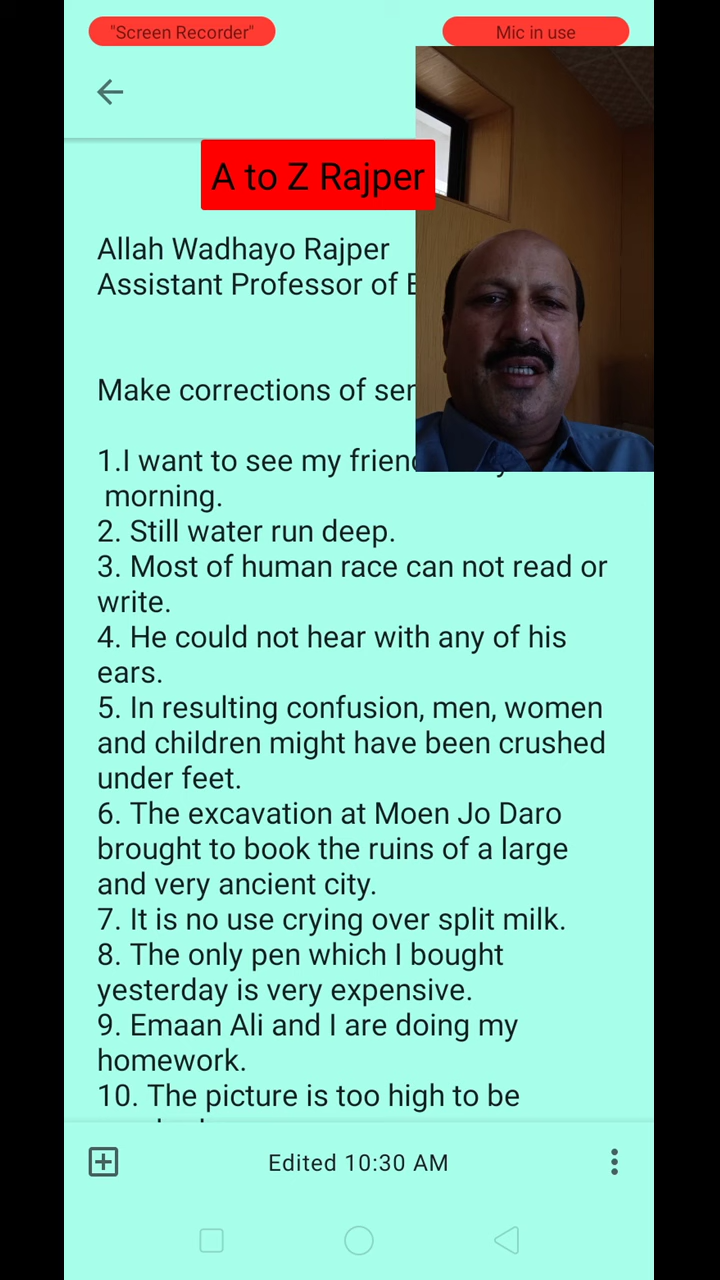 "Screen Recorder" Mic in use
A to Z Rajper
Allah Wadhayo Rajper
Assistant Professor of
Make corrections of
1.I want to see my
morning.
2. Still water run deep.
3. Most of human race can not read or
write.
4. He could not hear with any of his
ears.
5. In resulting confusion, men, women
and children might have been crushed
under feet.
6. The excavation at Moen Jo Daro
brought to book the ruins of a large
and very ancient city.
7. It is no use crying over split milk.
8. The only pen which I bought
yesterday is very expensive.
9. Emaan Ali and I are doing my
homework.
10. The picture is too high to be
Edited 10:30 AM